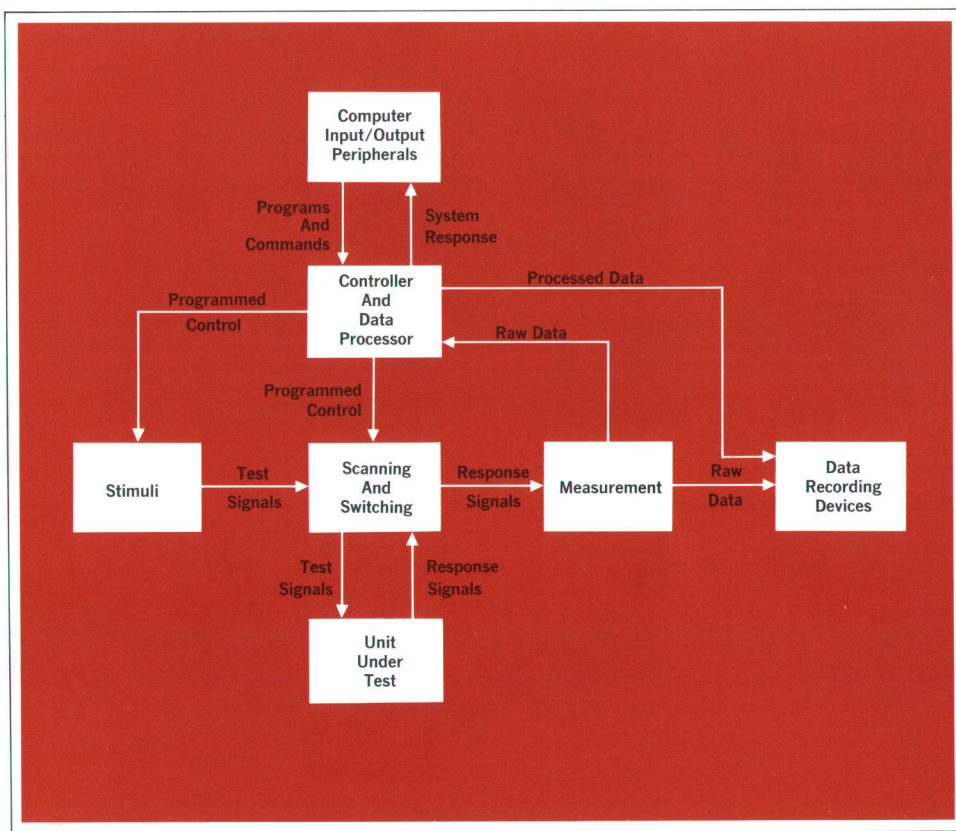 Computer
Input/Output
Peripherals
Programs
And
Commands
System
Response
Controller
And
Data
Processor
Processed Data
Programmed
Control
Raw Data
Programmed
Control
Stimuli
Test
Signals
Scanning
And
Switching
Response
Signals
Measurement
Raw
Data
Data
Recording
Devices
Test
Signals
Response
Signals
Unit
Under
Test